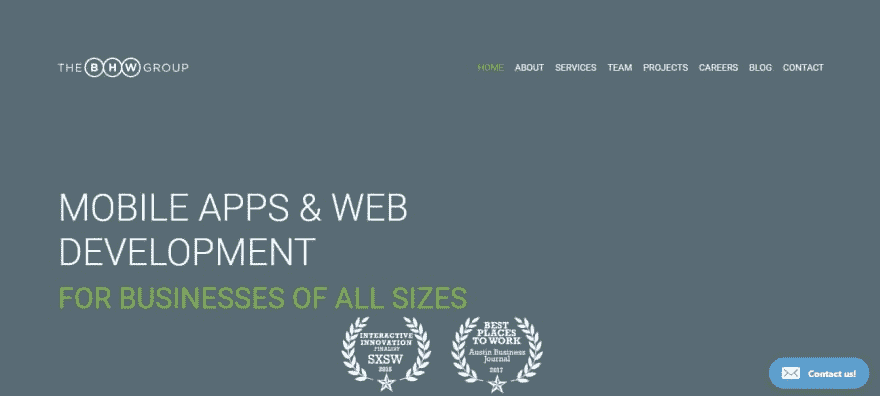 THE BHW GROUP
HOME ABOUT SERVICES TEAM PROJECTS CAREERS BLOG CONTACT
MOBILE APPS & WEB
DEVELOPMENT
FOR BUSINESSES OF ALL SIZES
INTERACTIVE
INNOVATION
FINALIST
SXSW
2015
BEST
PLACES
TO WORK
Austin Business
Journal
2017
Contact us!